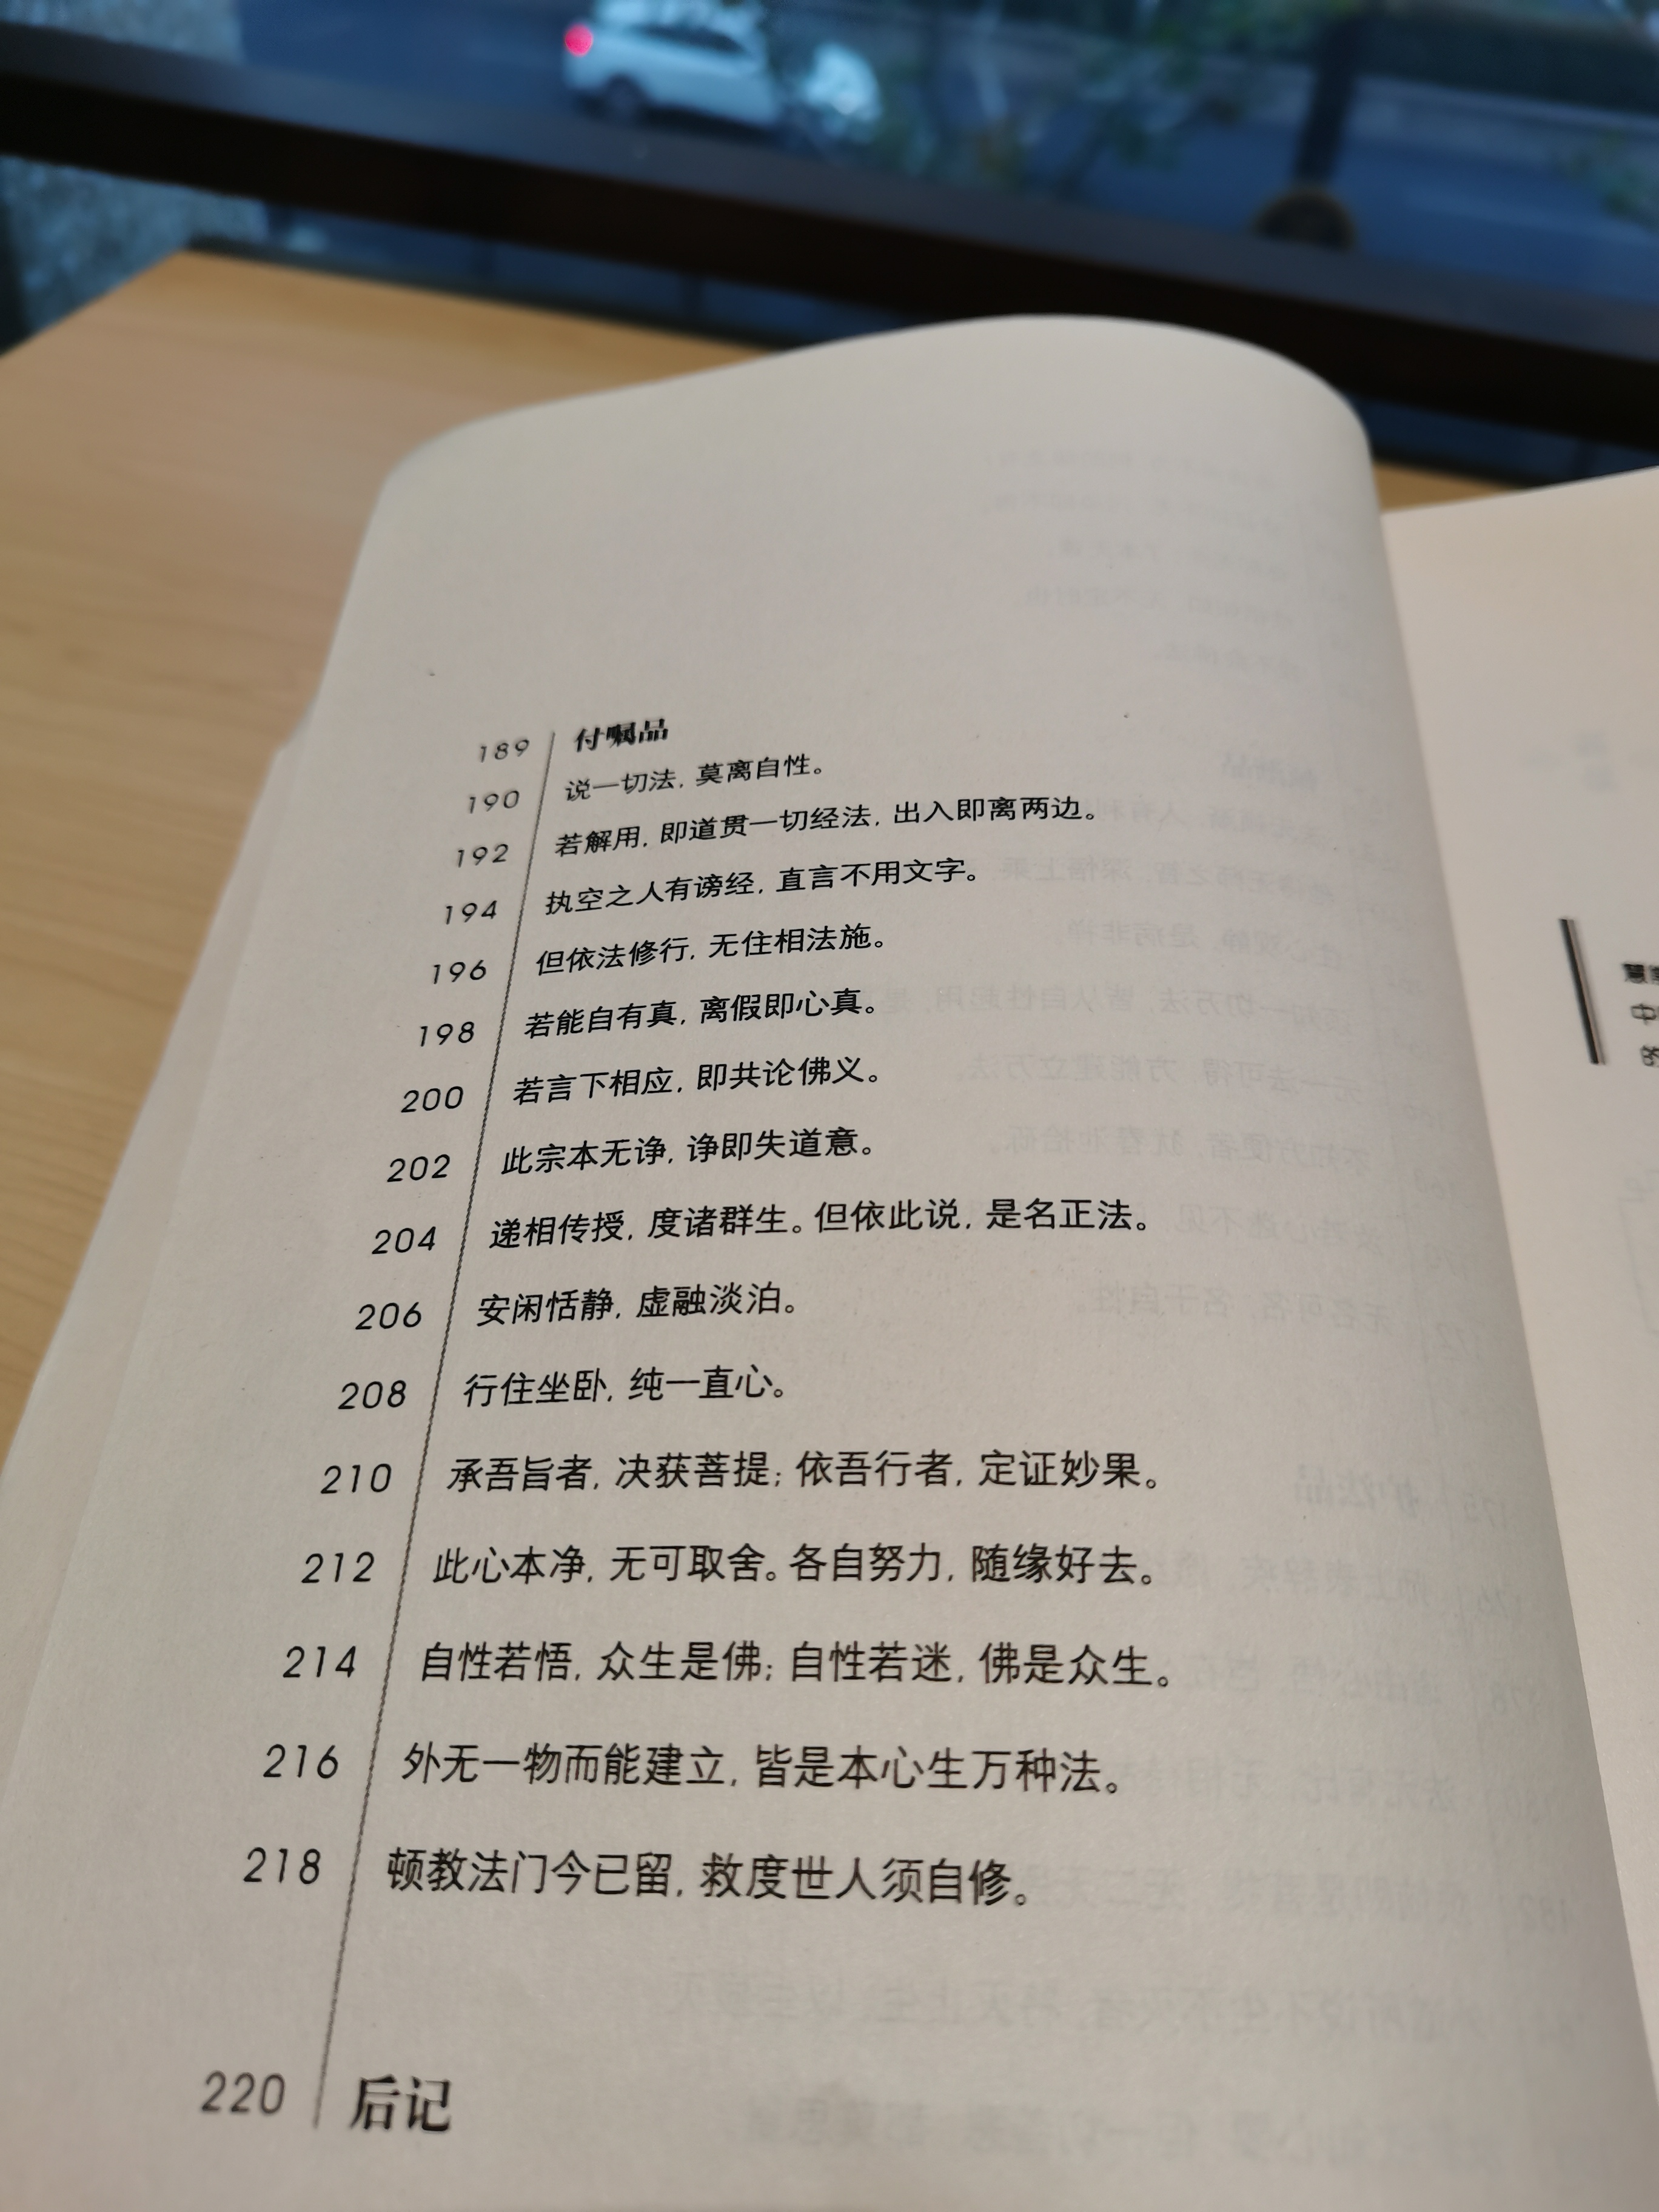 189 付嘱品
190 说一切法，莫离自性。
192 若解用，即道贯一切经法，出入即离两边。
194 执空之人有谤经，直言不用文字。
196 但依法修行，无住相法施。
198 若能自有真，离假即心真。
200 若言下相应，即共论佛义。
202 此宗本无诤，诤即失道意。
204 递相传授，度诸群生。但依此说，是名正法。
206 安闲恬静，虚融淡泊。
208 行住坐卧，纯一直心。
210 承吾旨者，决获菩提；依吾行者，定证妙果。
212 此心本净，无可取舍。各自努力，随缘好去。
214 自性若悟，众生是佛；自性若迷，佛是众生。
216 外无一物而能建立，皆是本心生万种法。
218 顿教法门今已留，救度世人须自修。
220 后记